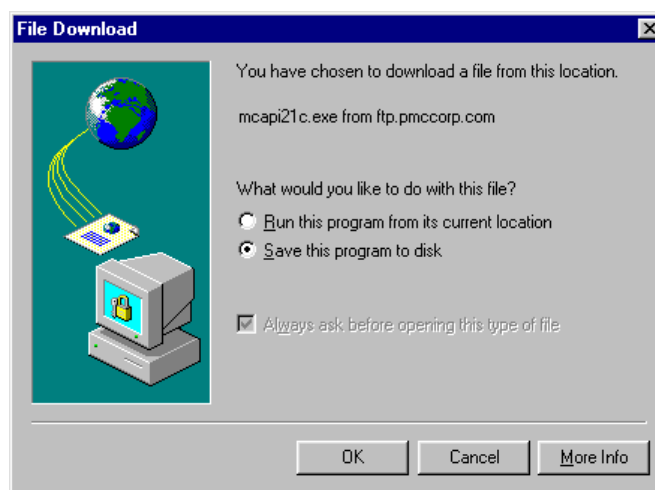 File Download
You have chosen to download a file from this location.
mcapi21c.exe from ftp.pmccorp.com
What would you like to do with this file?
Run this program from its current location
Save this program to disk
Always ask before opening this type of file
OK
Cancel
More Info